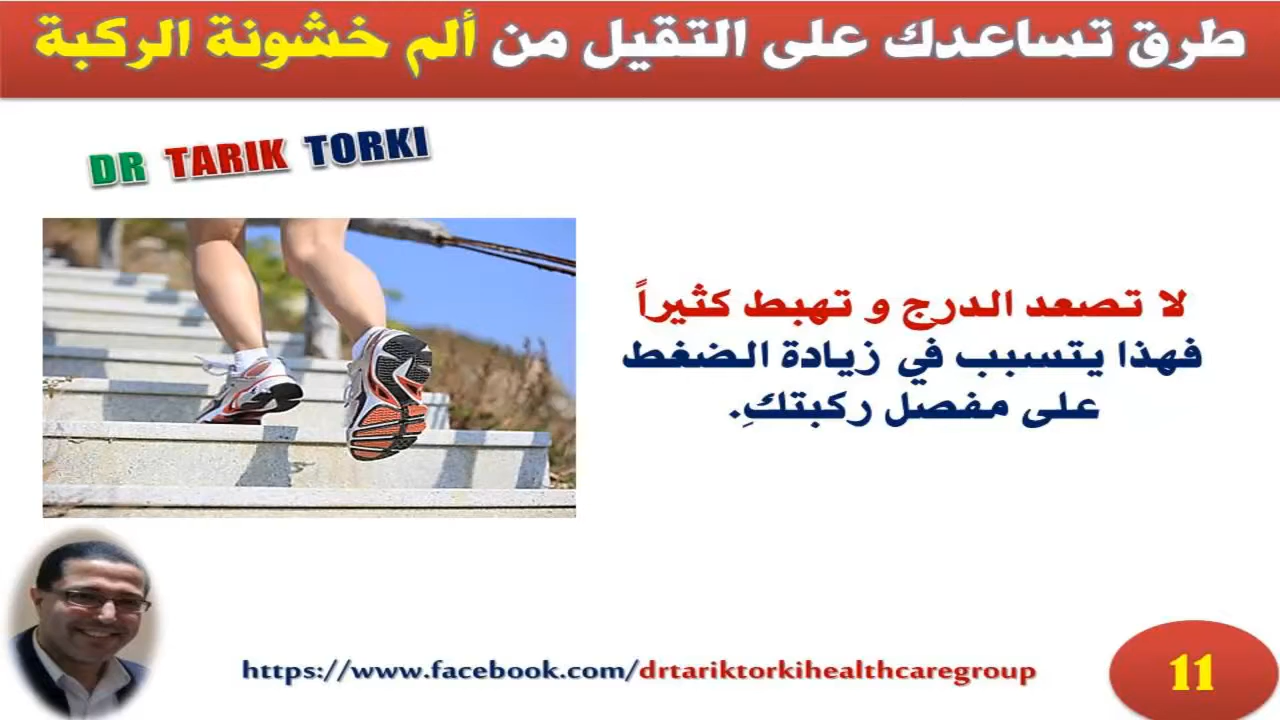 طرق تساعدك على التقيل من ألم خشونة الركبة
DR TARIK TORKI
لا تصعد الدرج و تهبط كثيراً
فهذا يتسبب في زيادة الضغط
على مفصل ركبتكِ.
https://www.facebook.com/drtariktorkihealthcaregroup
11